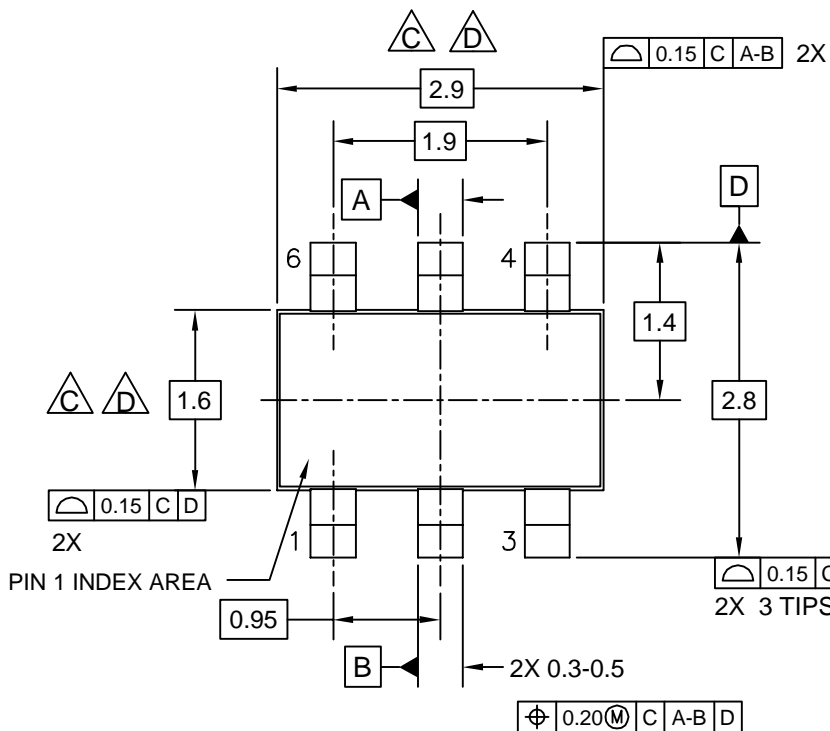 C D
⌓ 0.15 C A-B 2X
2.9
1.9
A
D
6
4
1.4
C D
1.6
2.8
⌓ 0.15 C D
2X
1
3
PIN 1 INDEX AREA
⌓ 0.15 C
2X 3 TIPS
0.95
B
2X 0.3-0.5
⌖ 0.20Ⓜ C A-B D